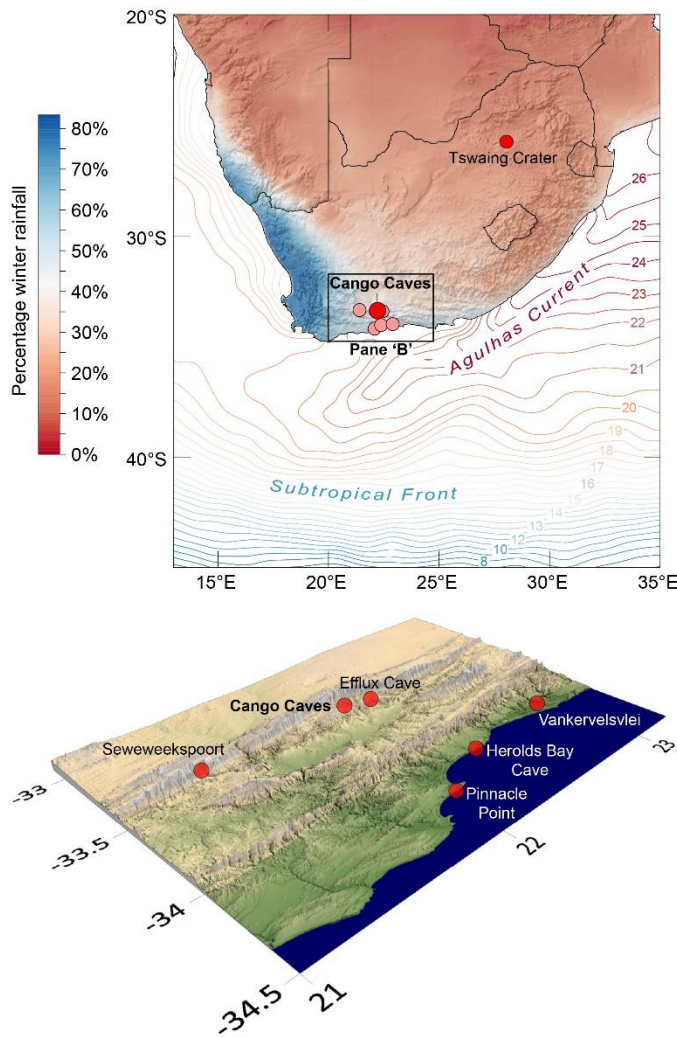 20°S
30°S
40°S
15°E
20°E
25°E
30°E
35°E
Percentage winter rainfall
80%
70%
60%
50%
40%
30%
20%
10%
0%
Tswaing Crater
Cango Caves
Pane ‘B’
Agulhas Current
Subtropical Front
26
25
24
23
22
21
20
19
18
17
16
15
14
13
12
10
8
Efflux Cave
Cango Caves
Seweweekspoort
Vankervelsvlei
Herolds Bay
Cave
Pinnacle
Point
-33
-33.5
-34
-34.5
21
22
23